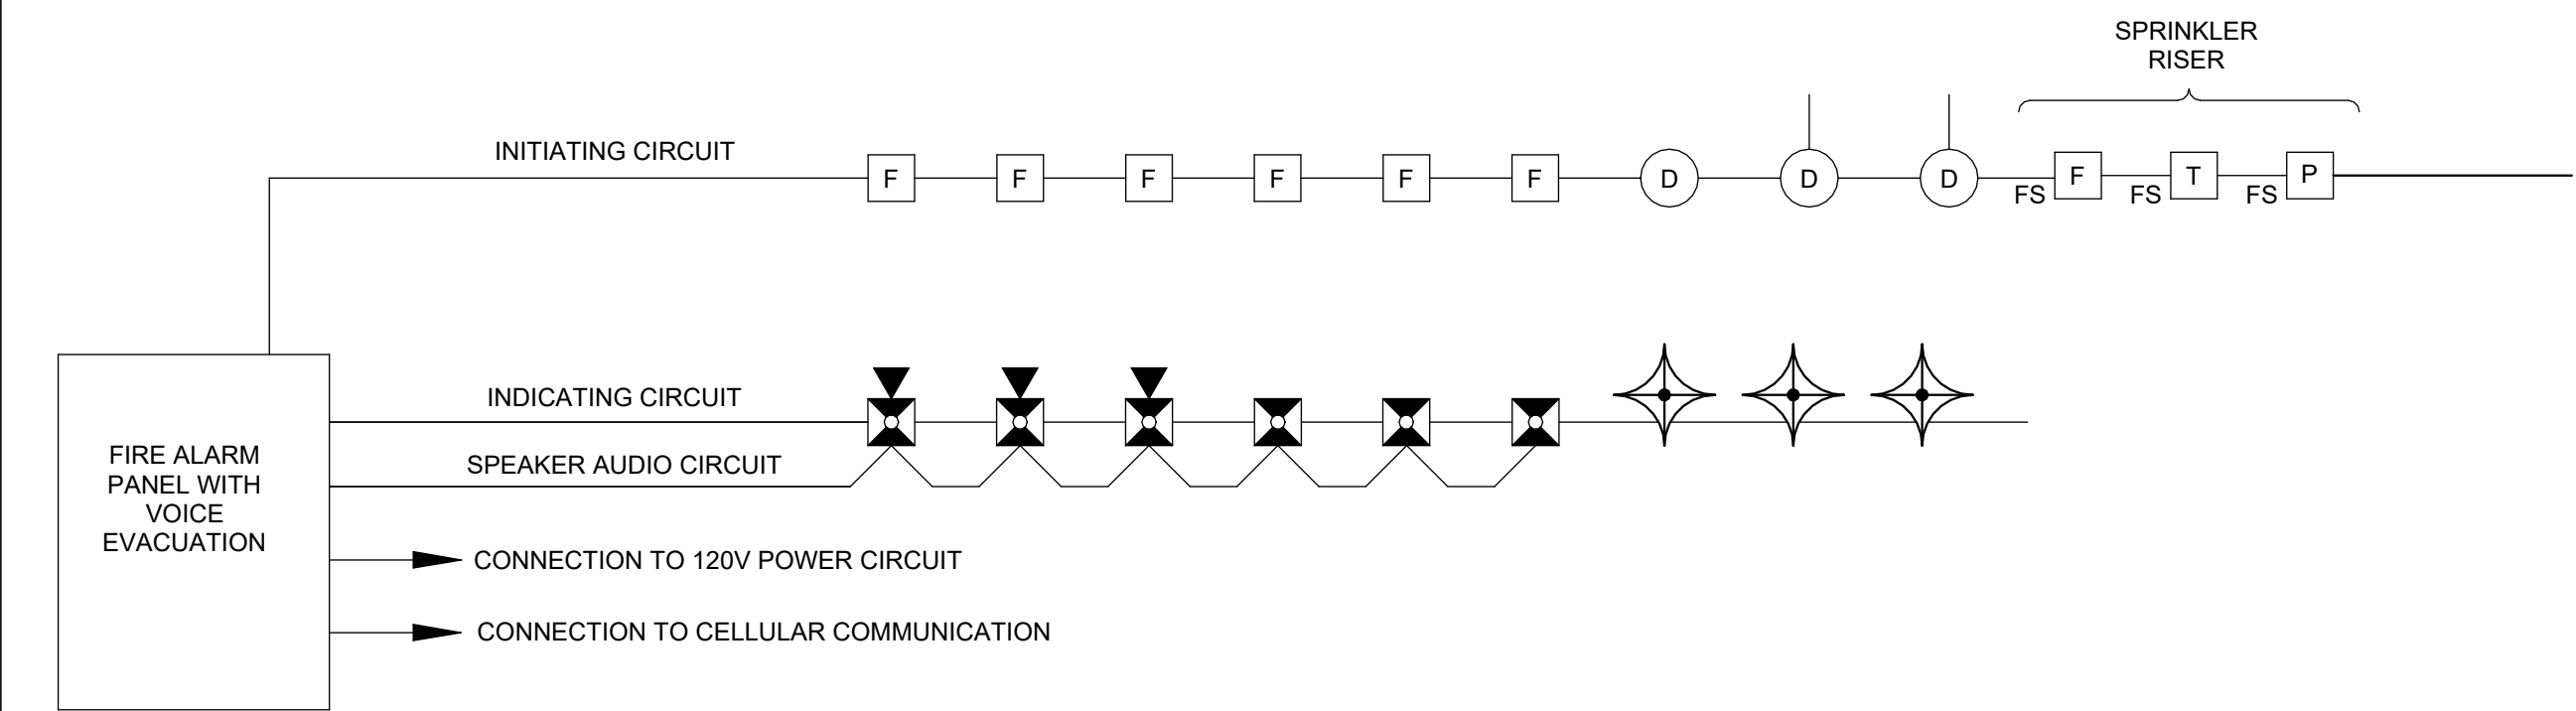 SPRINKLER
RISER
INITIATING CIRCUIT
F F F F F F D D D FS F FS T FS P
INDICATING CIRCUIT
SPEAKER AUDIO CIRCUIT
FIRE ALARM
PANEL WITH
VOICE
EVACUATION
CONNECTION TO 120V POWER CIRCUIT
CONNECTION TO CELLULAR COMMUNICATION